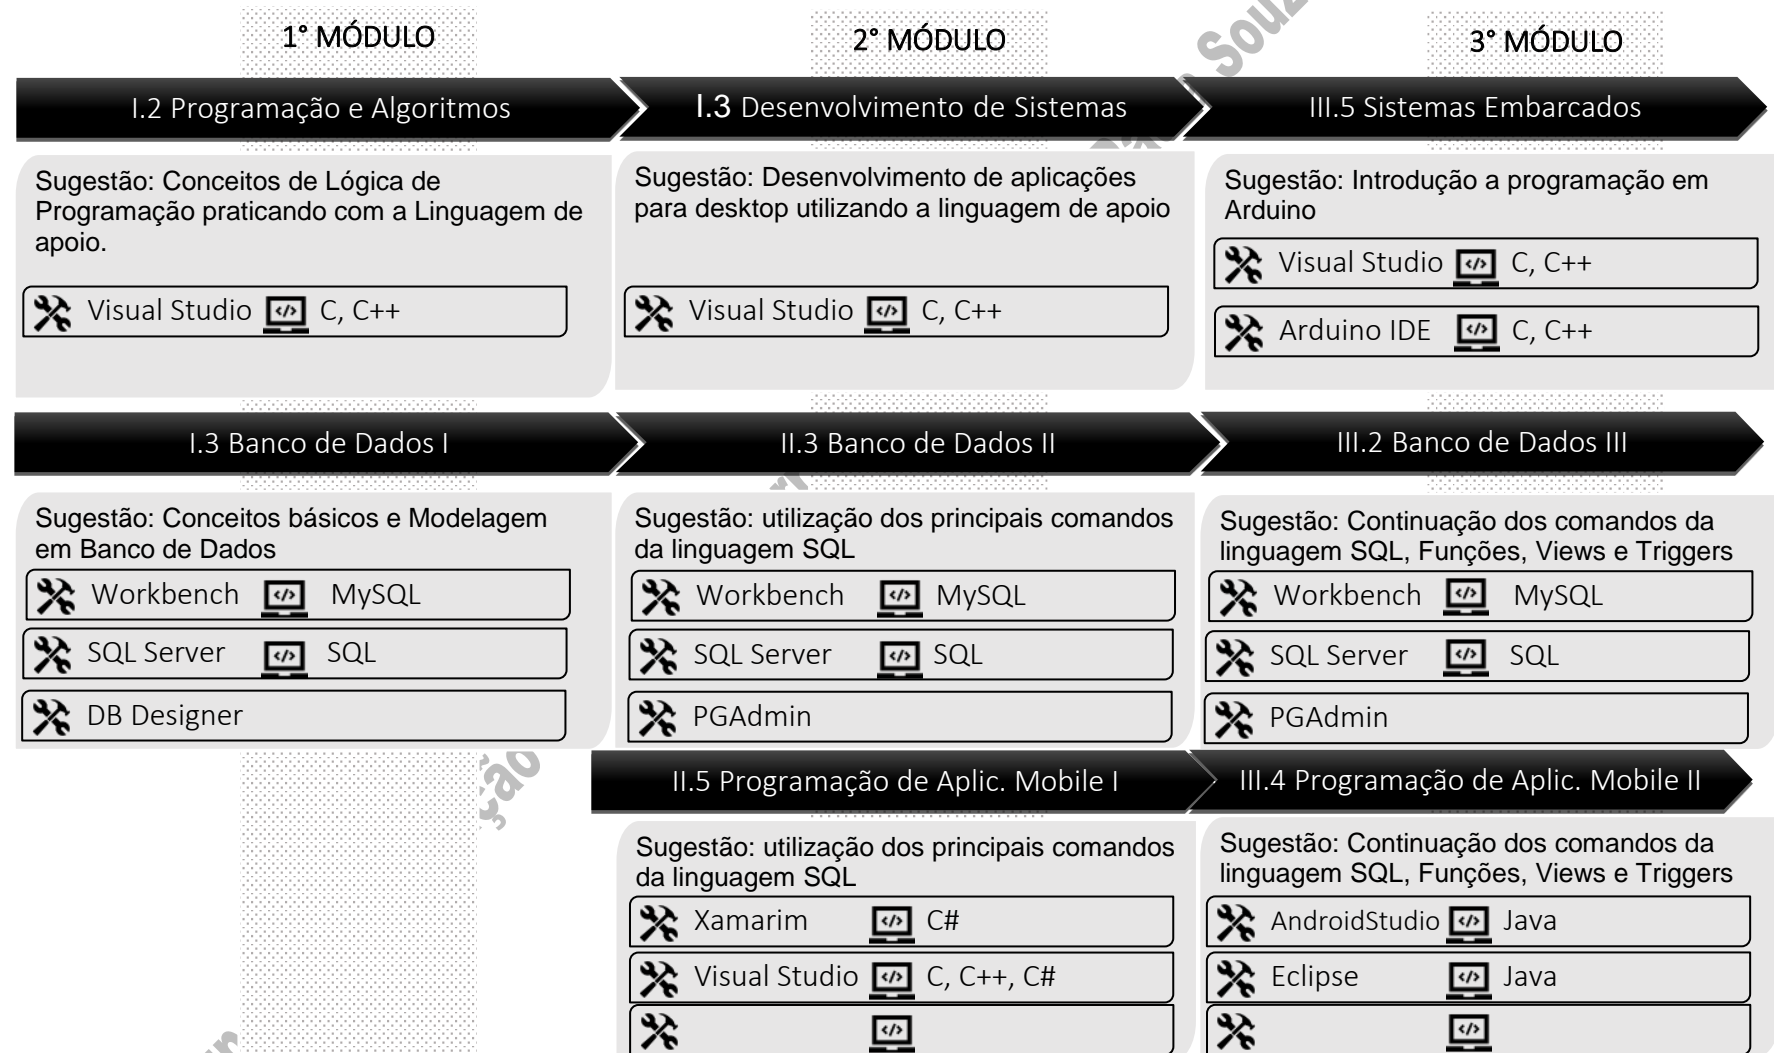 1° MÓDULO
2° MÓDULO
3° MÓDULO
I.2 Programação e Algoritmos
I.3 Desenvolvimento de Sistemas
III.5 Sistemas Embarcados
Sugestão: Conceitos de Lógica de
Programação praticando com a Linguagem de
apoio.
Visual Studio </> C, C++
Sugestão: Desenvolvimento de aplicações
para desktop utilizando a linguagem de apoio
Visual Studio </> C, C++
Sugestão: Introdução a programação em
Arduino
Visual Studio </> C, C++
Arduino IDE </> C, C++
I.3 Banco de Dados I
II.3 Banco de Dados II
III.2 Banco de Dados III
Sugestão: Conceitos básicos e Modelagem
em Banco de Dados
Workbench </> MySQL
SQL Server </> SQL
DB Designer
Sugestão: utilização dos principais comandos
da linguagem SQL
Workbench </> MySQL
SQL Server </> SQL
PGAdmin
Sugestão: Continuação dos comandos da
linguagem SQL, Funções, Views e Triggers
Workbench </> MySQL
SQL Server </> SQL
PGAdmin
II.5 Programação de Aplic. Mobile I
III.4 Programação de Aplic. Mobile II
Sugestão: utilização dos principais comandos
da linguagem SQL
Xamarim </> C#
Visual Studio </> C, C++, C#
</>
Sugestão: Continuação dos comandos da
linguagem SQL, Funções, Views e Triggers
AndroidStudio </> Java
Eclipse </> Java
</>